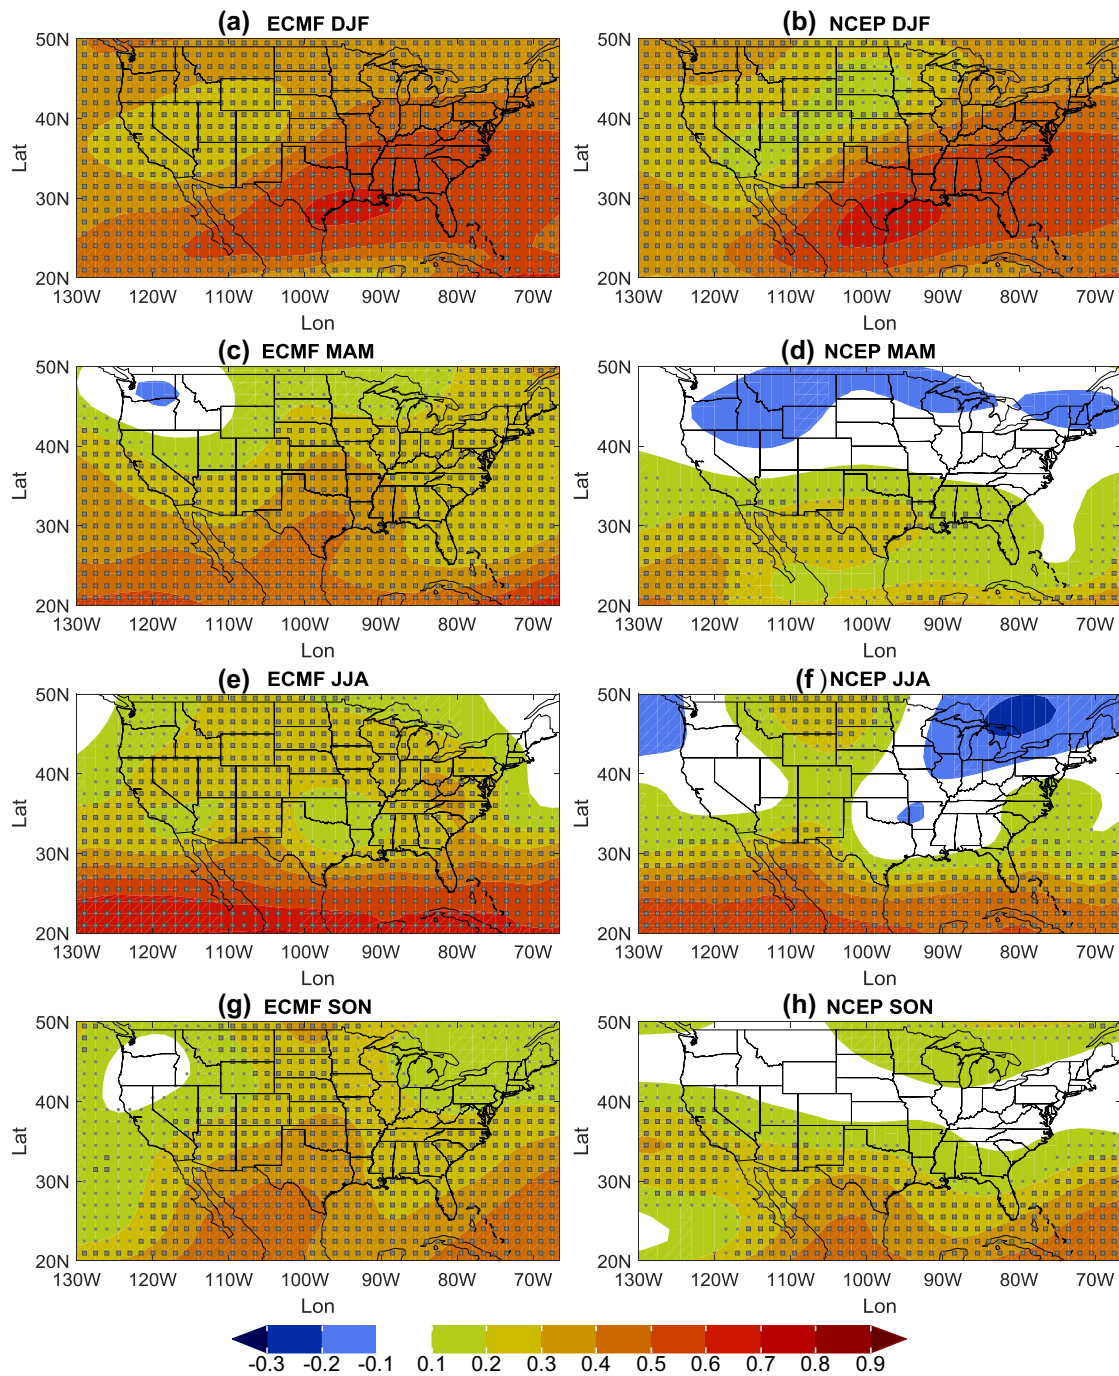 (a) ECMF DJF
50N
40N
30N
20N
Lat
130W 120W 110W 100W 90W 80W 70W
Lon
(b) NCEP DJF
50N
40N
30N
20N
Lat
130W 120W 110W 100W 90W 80W 70W
Lon
(c) ECMF MAM
50N
40N
30N
20N
Lat
130W 120W 110W 100W 90W 80W 70W
Lon
(d) NCEP MAM
50N
40N
30N
20N
Lat
130W 120W 110W 100W 90W 80W 70W
Lon
(e) ECMF JJA
50N
40N
30N
20N
Lat
130W 120W 110W 100W 90W 80W 70W
Lon
(f) NCEP JJA
50N
40N
30N
20N
Lat
130W 120W 110W 100W 90W 80W 70W
Lon
(g) ECMF SON
50N
40N
30N
20N
Lat
130W 120W 110W 100W 90W 80W 70W
Lon
(h) NCEP SON
50N
40N
30N
20N
Lat
130W 120W 110W 100W 90W 80W 70W
Lon
-0.3 -0.2 -0.1 0.1 0.2 0.3 0.4 0.5 0.6 0.7 0.8 0.9